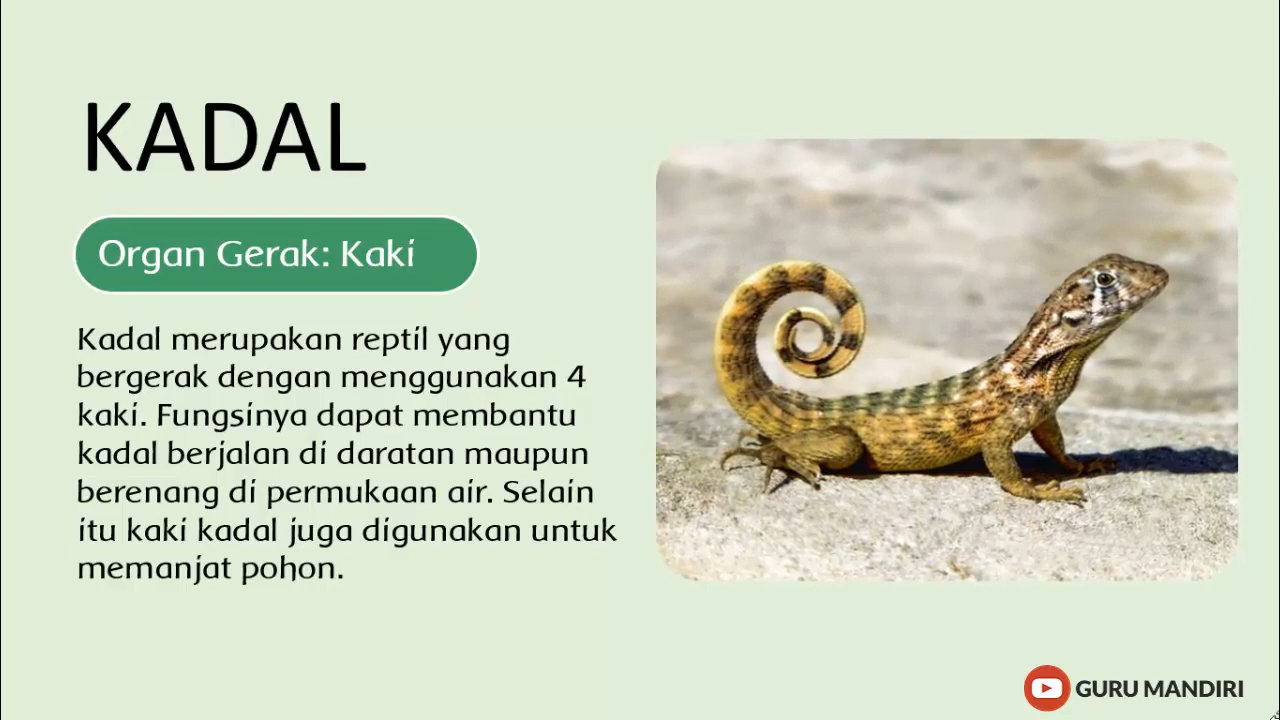 KADAL
Organ Gerak: Kaki
Kadal merupakan reptil yang
bergerak dengan menggunakan 4
kaki. Fungsinya dapat membantu
kadal berjalan di daratan maupun
berenang di permukaan air. Selain
itu kaki kadal juga digunakan untuk
memanjat pohon.
GURU MANDIRI